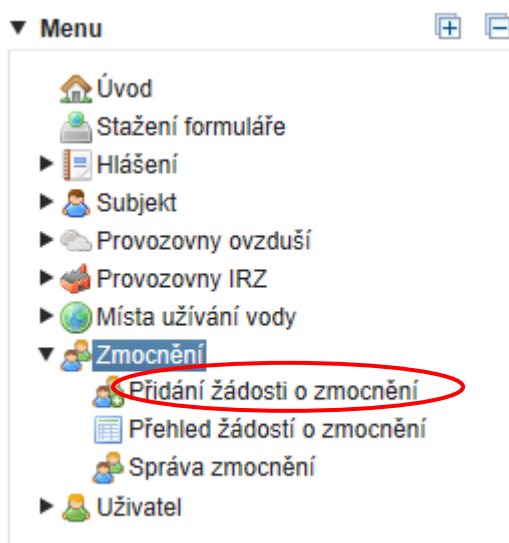 Menu
Úvod
Stažení formuláře
Hlášení
Subjekt
Provozovny ovzduší
Provozovny IRZ
Místa užívání vody
Zmocnění
Přidání žádosti o zmocnění
Přehled žádostí o zmocnění
Správa zmocnění
Uživatel